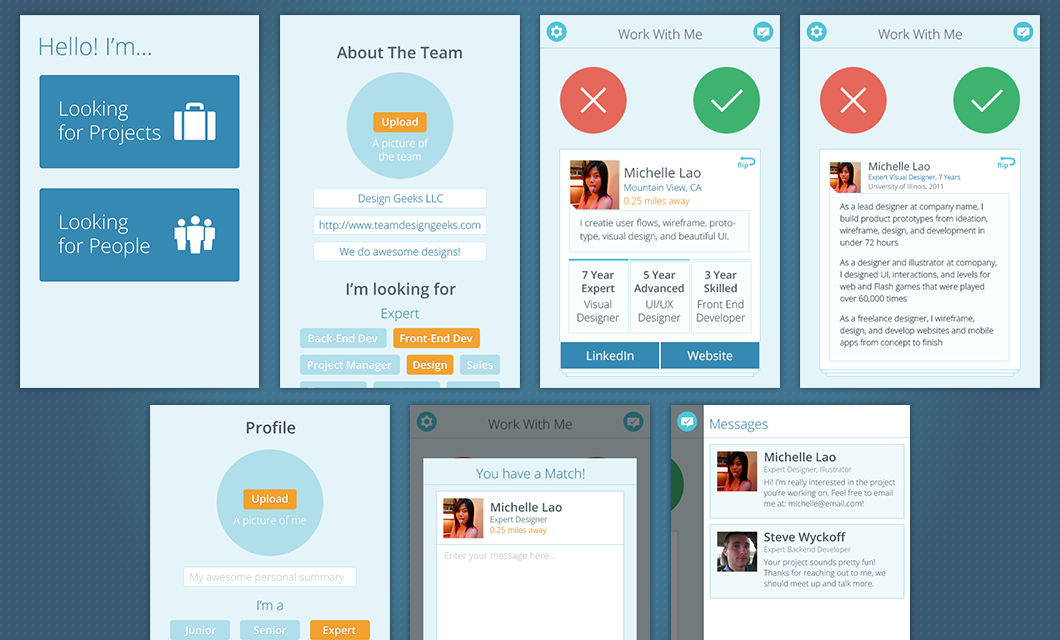 Hello! I'm...
Looking
for Projects
Looking
for People
About The Team
Upload
A picture of
the team
Design Geeks LLC
http://www.teamdesigngeeks.com
We do awesome designs!
I'm looking for
Expert
Back-End Dev Front-End Dev
Project Manager Design Sales
Work With Me
Michelle Lao
Mountain View, CA
0.25 miles away
flip
I creatie user flows, wireframe, proto-
type, visual design, and beautiful UI.
7 Year
Expert
Visual
Designer
5 Year
Advanced
UI/UX
Designer
3 Year
Skilled
Front End
Developer
LinkedIn Website
Work With Me
Michelle Lao
Expert Visual Designer, 7 Years
University of Illinois, 2011
flip
As a lead designer at company name, I
build product prototypes from ideation,
wireframe, design, and development in
under 72 hours
As a designer and illustrator at comopany,
I designed UI, interactions, and levels for
web and Flash games that were played
over 60,000 times
As a freelance designer, I wireframe,
design, and develop websites and mobile
apps from concept to finish
Profile
Upload
A picture of me
My awesome personal summary
I'm a
Junior Senior Expert
Work With Me
You have a Match!
Michelle Lao
Expert Designer
0.25 miles away
Enter your message here...
Messages
Michelle Lao
Expert Designer, Illustrator
Hi! I'm really interested in the project
you're working on. Feel free to email
me at: michelle@email.com!
Steve Wyckoff
Expert Backend Developer
Your project sounds pretty fun!
Thanks for reaching out to me, we
should meet up and talk more.